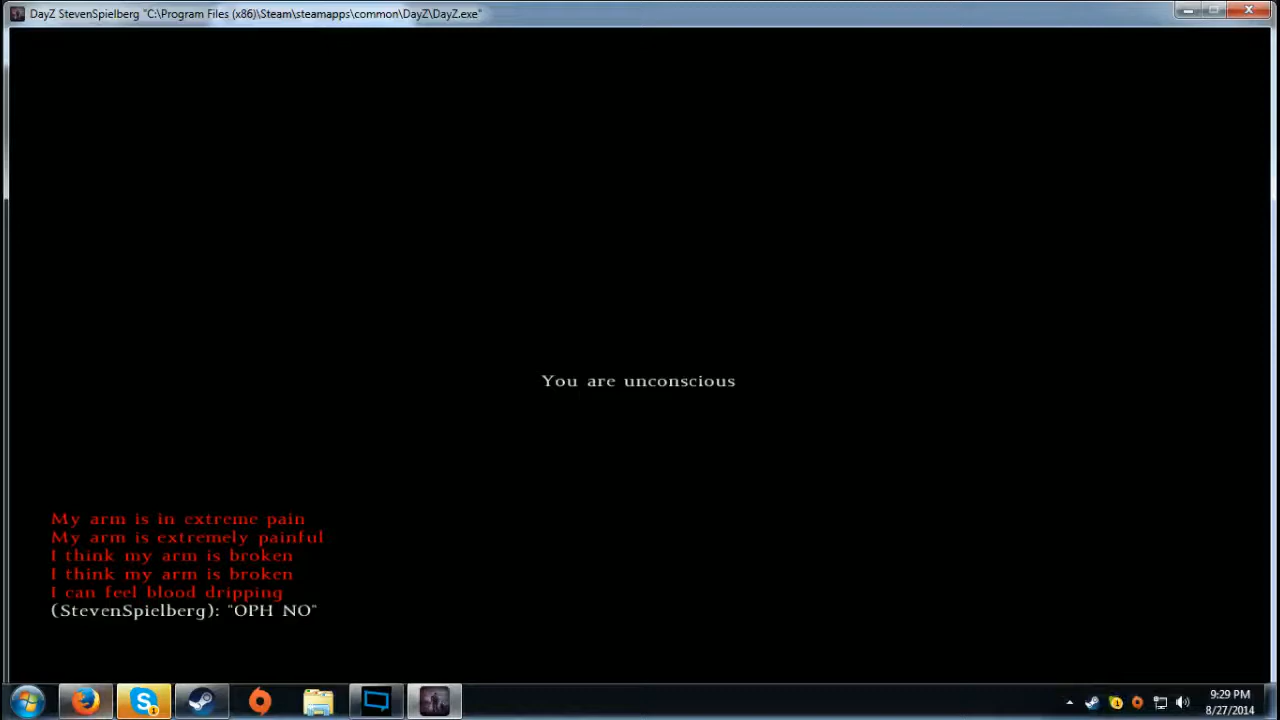 DayZ StevenSpielberg "C:\Program Files (x86)\Steam\steamapps\common\DayZ\DayZ.exe"
You are unconscious
My arm is in extreme pain
My arm is extremely painful
I think my arm is broken
I think my arm is broken
I can feel blood dripping
(StevenSpielberg): "OPH NO"
1
1
9:29 PM
8/27/2014